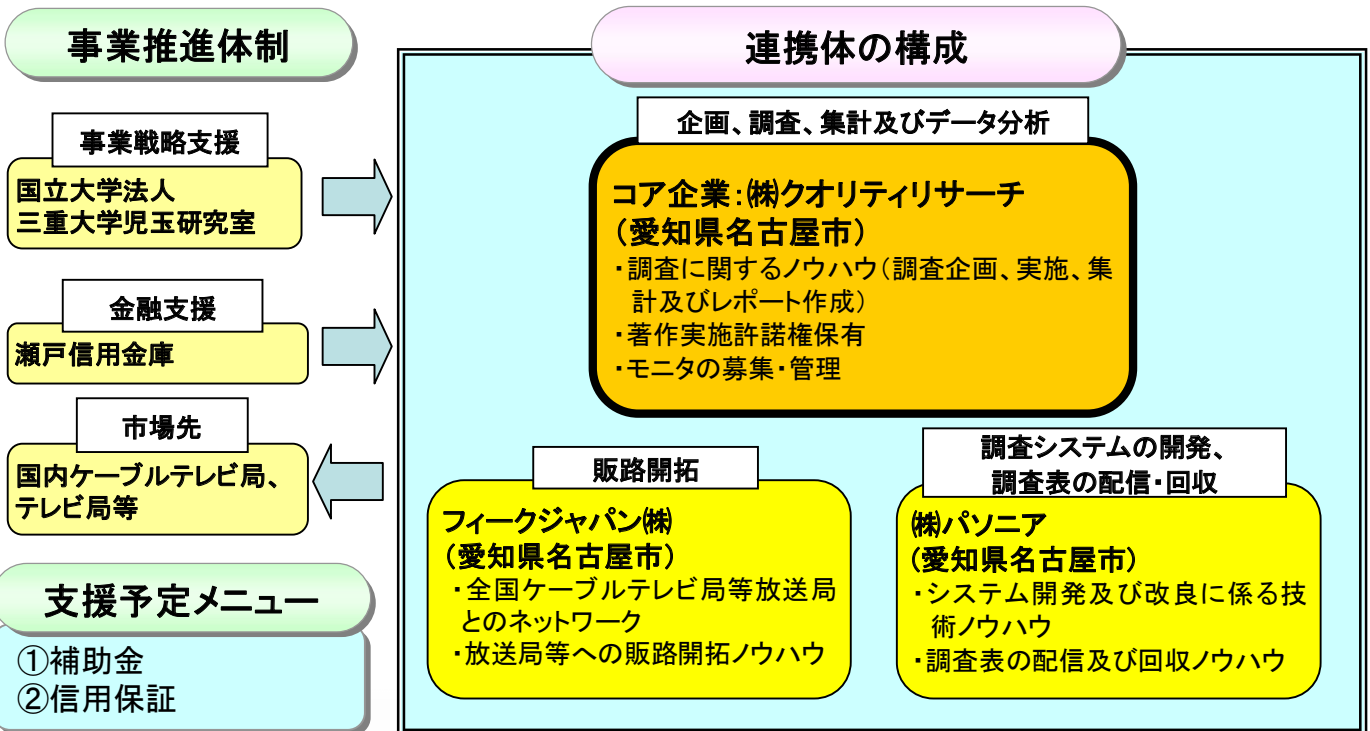 事業推進体制
事業戦略支援
国立大学法人
三重大学児玉研究室
金融支援
瀬戸信用金庫
市場先
国内ケーブルテレビ局、
テレビ局等
支援予定メニュー
①補助金
②信用保証
連携体の構成
企画、調査、集計及びデータ分析
コア企業：㈱クオリティリサーチ
（愛知県名古屋市）
・調査に関するノウハウ（調査企画、実施、集
計及びレポート作成）
・著作実施許諾権保有
・モニタの募集・管理
販路開拓
フィークジャパン㈱
（愛知県名古屋市）
・全国ケーブルテレビ局等放送局
とのネットワーク
・放送局等への販路開拓ノウハウ
調査システムの開発、
調査表の配信・回収
㈱パソニア
（愛知県名古屋市）
・システム開発及び改良に係る技
術ノウハウ
・調査表の配信及び回収ノウハウ